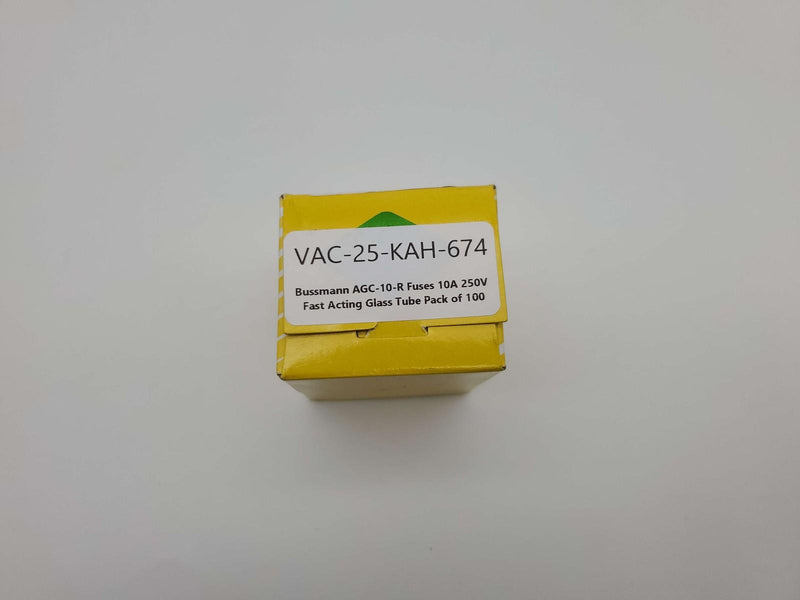 VAC-25-KAH-674
Bussmann AGC-10-R Fuses 10A 250V
Fast Acting Glass Tube Pack of 100